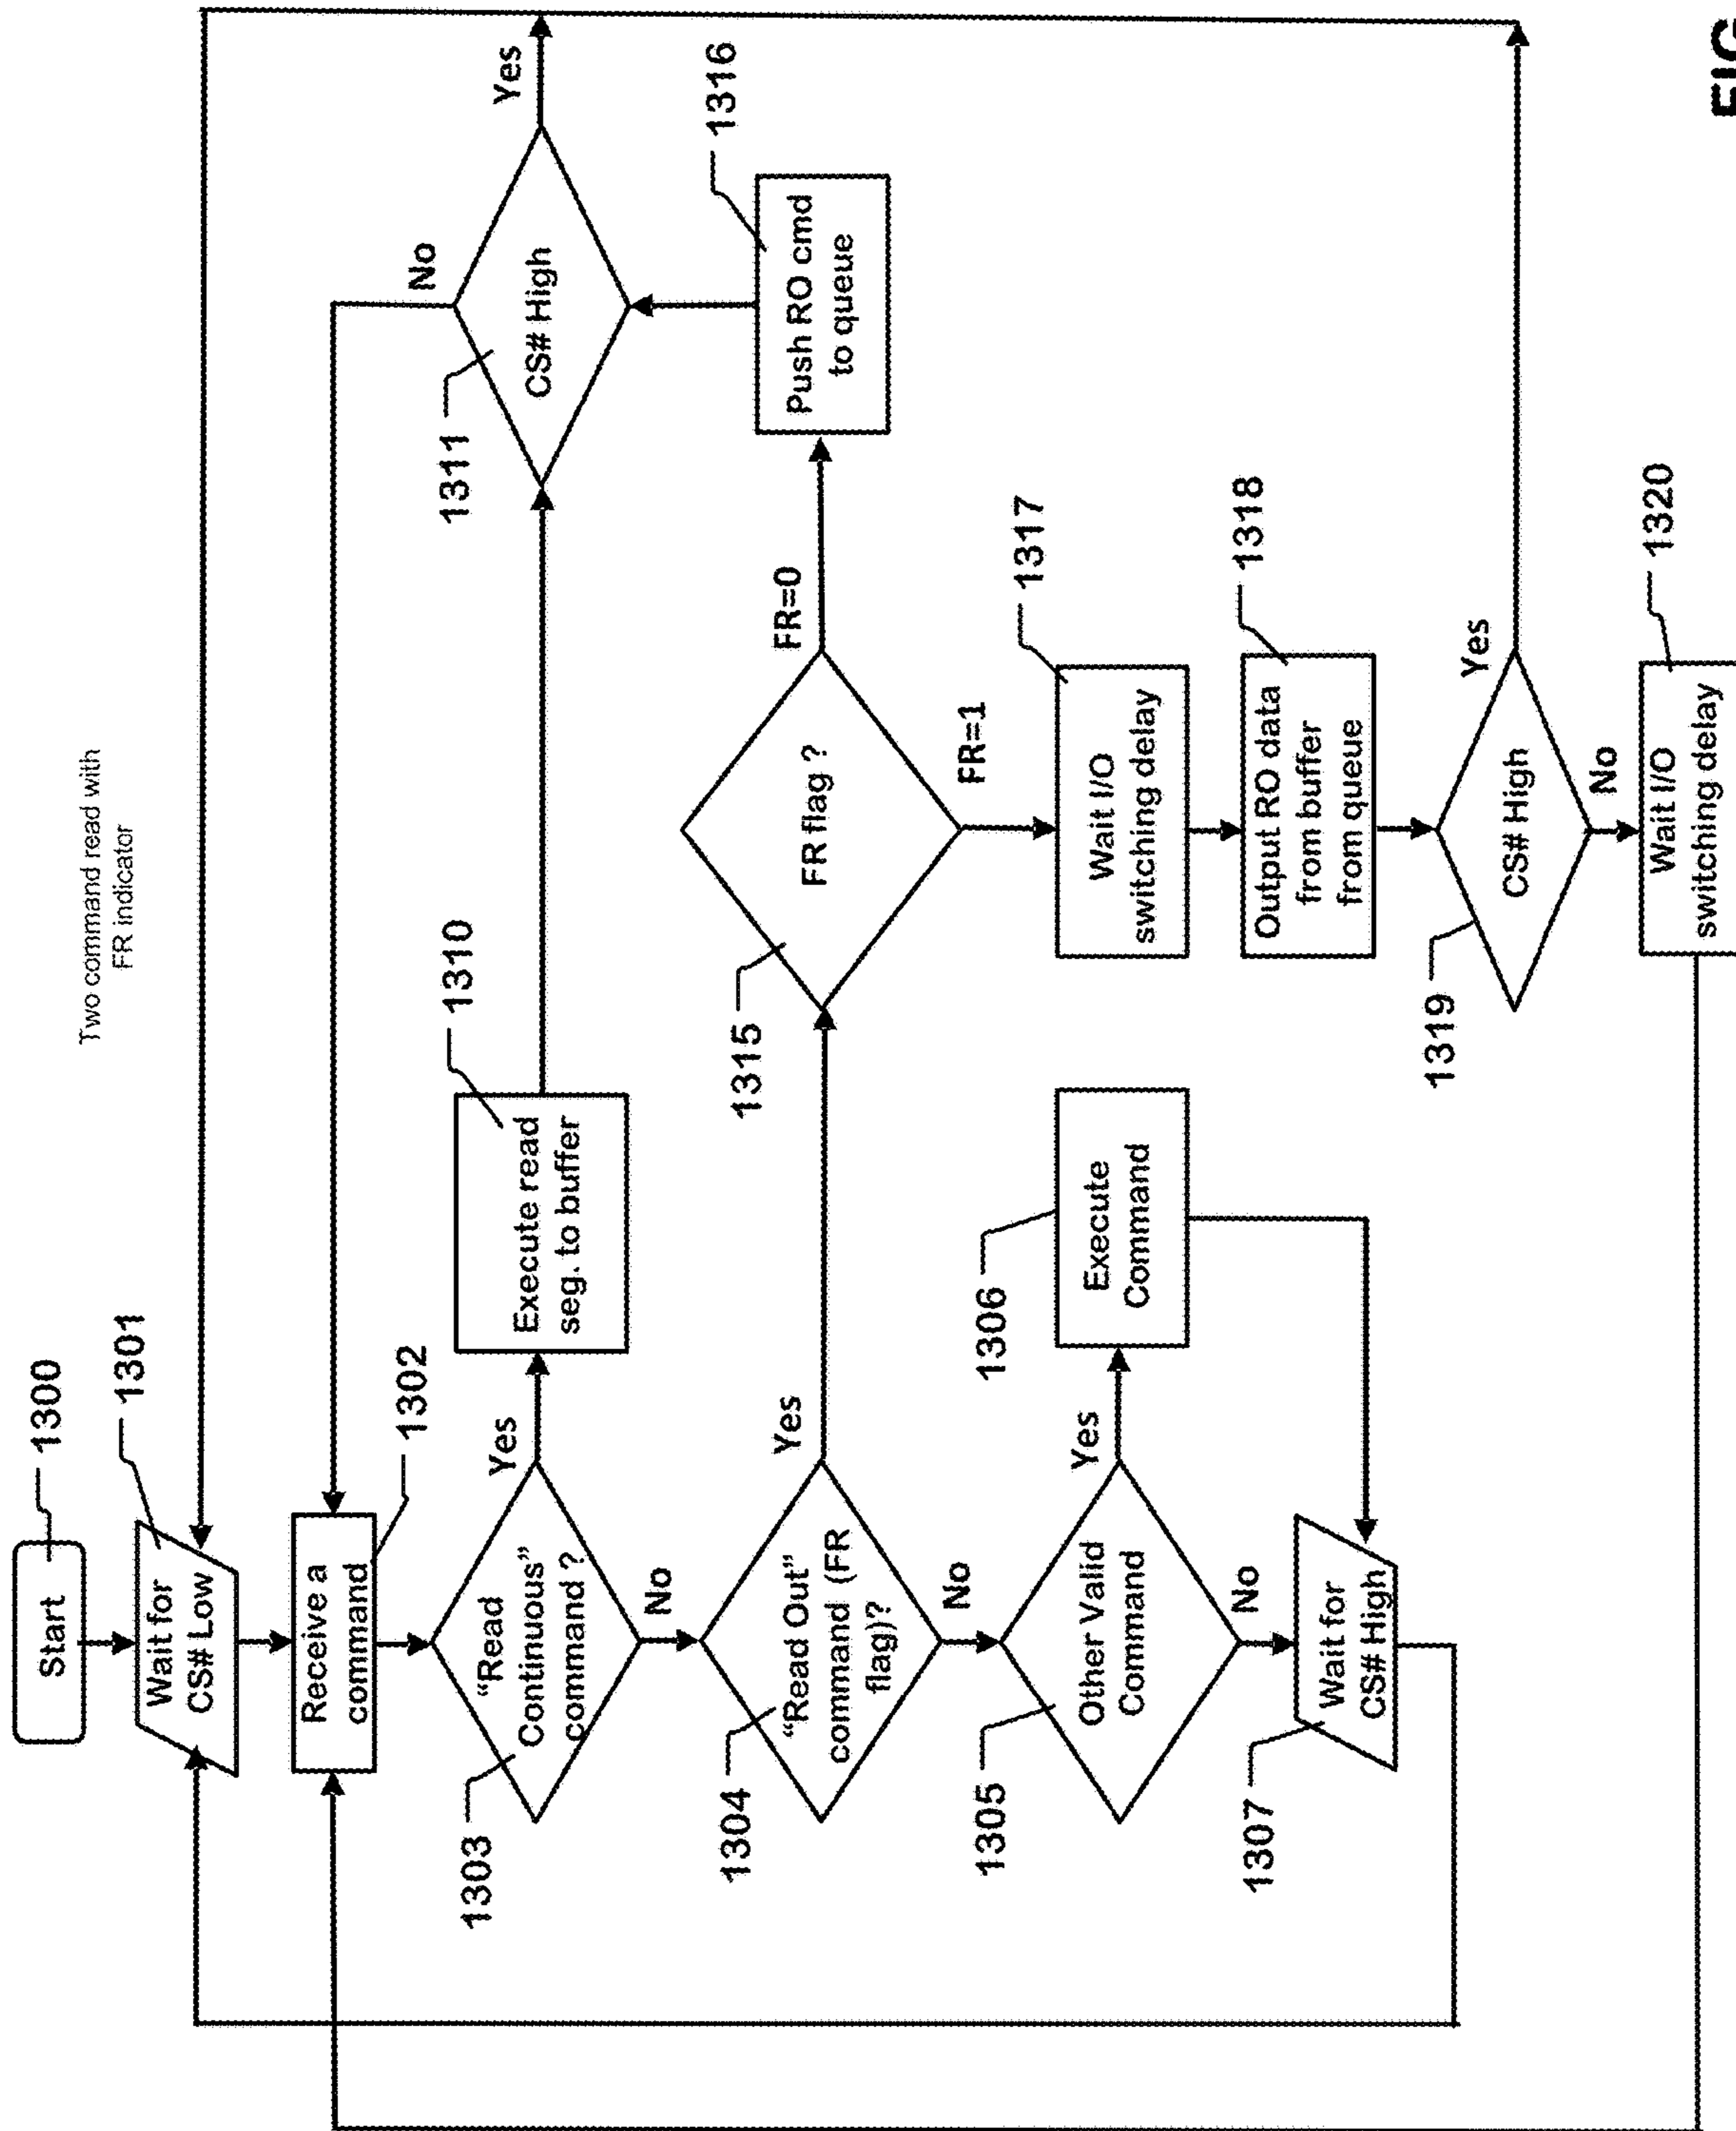 Two command read with
FR indicator
Start
1300
Wait for
CS# Low
1301
Receive a
command
1302
"Read
Continuous"
command ?
1303
Yes
No
Execute read
seg. to buffer
1310
CS# High
1311
No
Yes
"Read Out"
command (FR
flag)?
1304
Yes
No
FR flag ?
1315
FR=0
FR=1
Push RO cmd
to queue
1316
Other Valid
Command
1305
Yes
No
Execute
Command
1306
Wait for
CS# High
1307
Wait I/O
switching delay
1317
Output RO data
from buffer
from queue
1318
CS# High
1319
Yes
No
Wait I/O
switching delay
1320
FIG